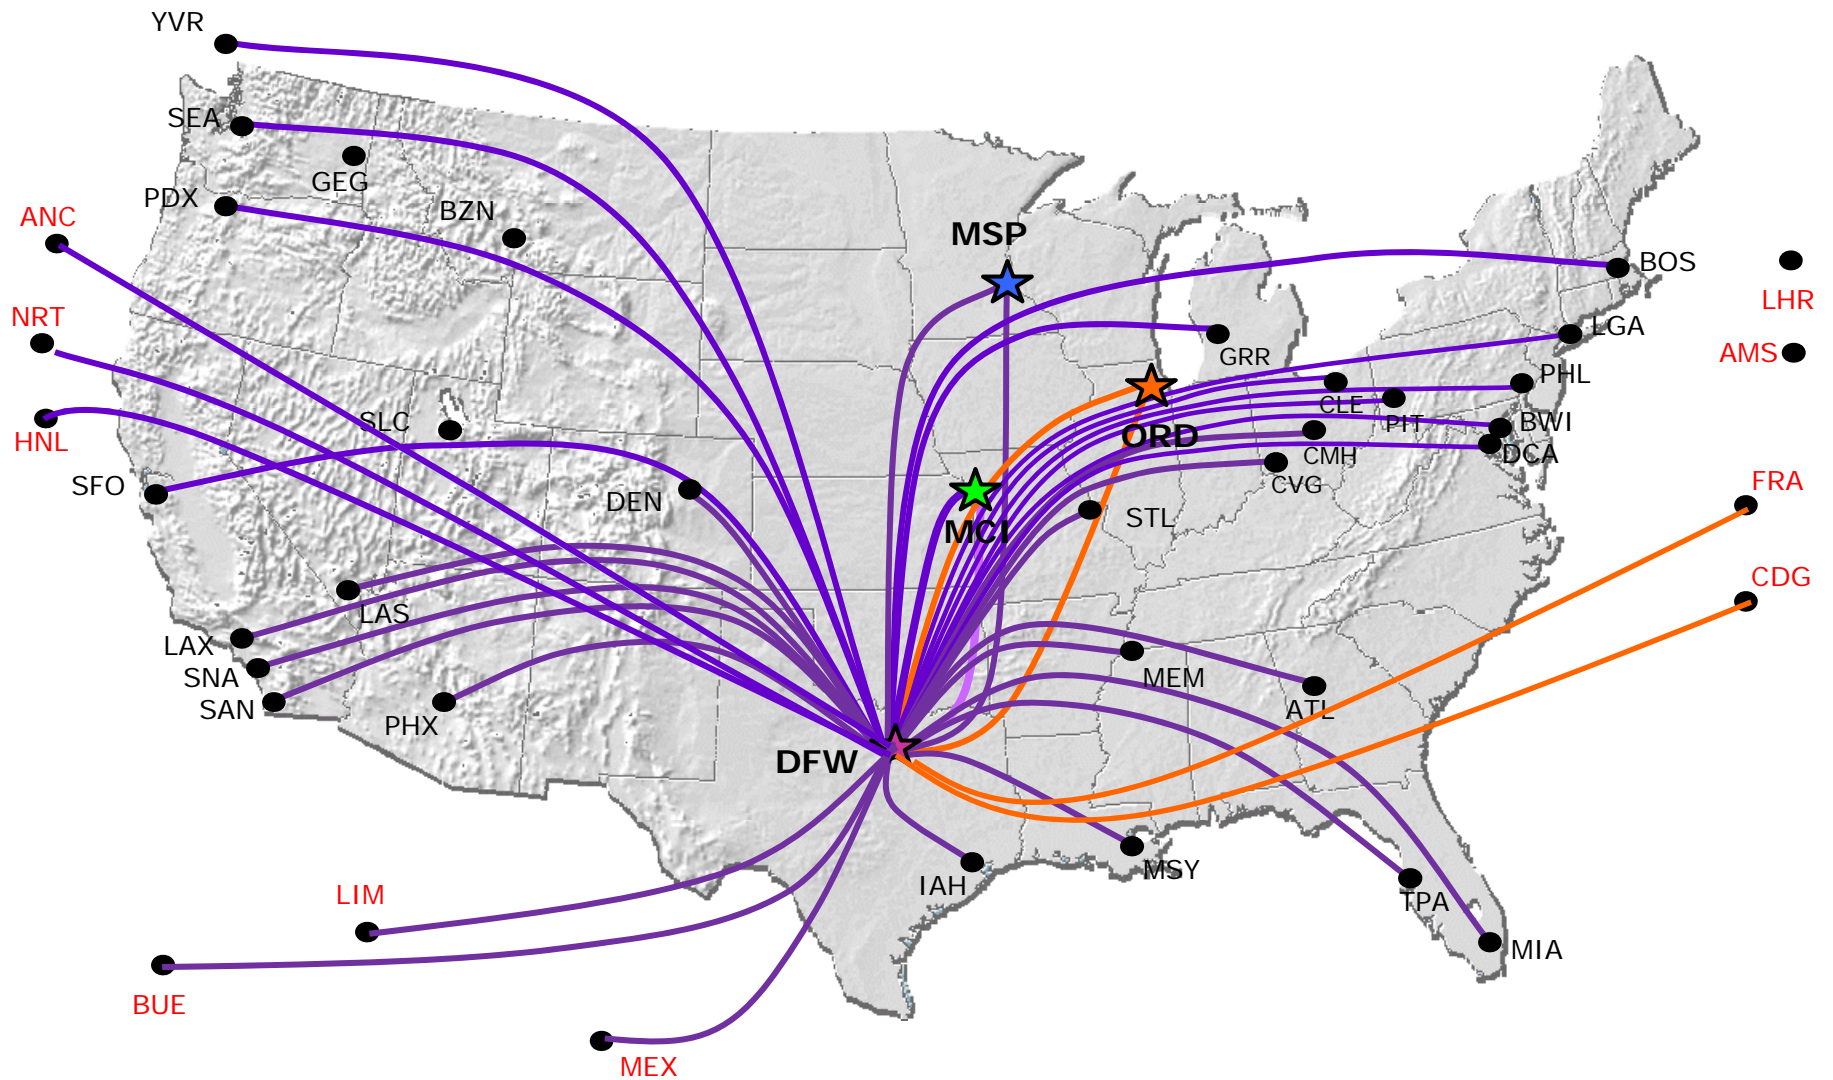 YVR
SEA
GEG
PDX
BZN
ANC
MSP
BOS
LHR
NRT
LGA
GRR
AMS
PHL
CLE
SLC
PIT
BWI
HNL
ORD
CMH
DCA
SFO
DEN
CVG
FRA
STL
MCI
CDG
LAS
LAX
SNA
MEM
SAN
ATL
PHX
DFW
MSY
IAH
LIM
TPA
MIA
BUE
MEX